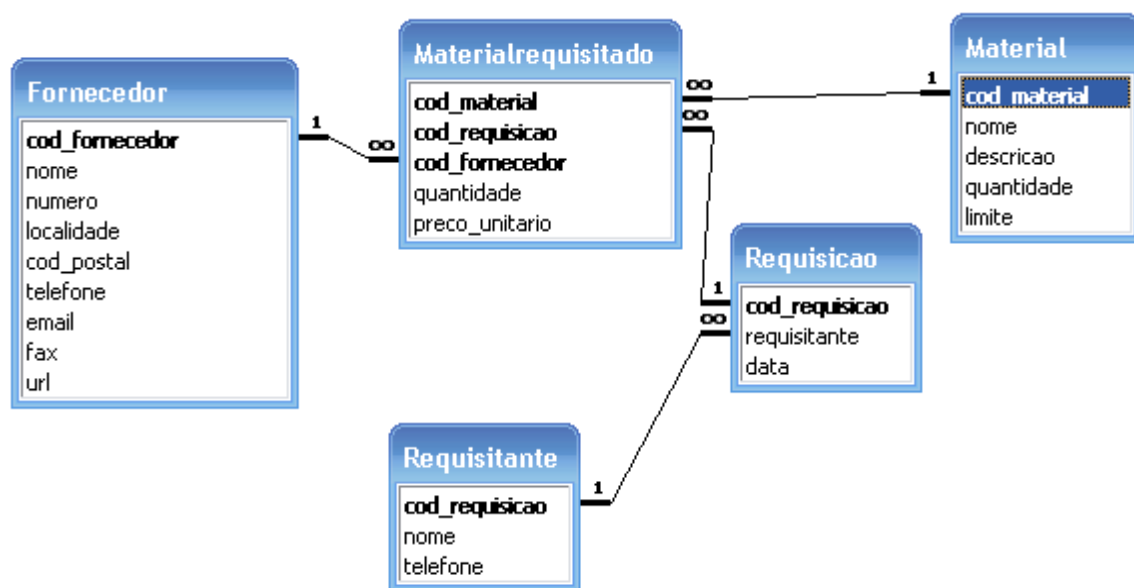 Fornecedor
cod_fornecedor
nome
numero
localidade
cod_postal
telefone
email
fax
url
1
∞
Materialrequisitado
cod_material
cod_requisicao
cod_fornecedor
quantidade
preco_unitario
∞
∞
1
Material
cod_material
nome
descricao
quantidade
limite
1
∞
Requisicao
cod_requisicao
requisitante
data
Requisitante
cod_requisicao
nome
telefone
1